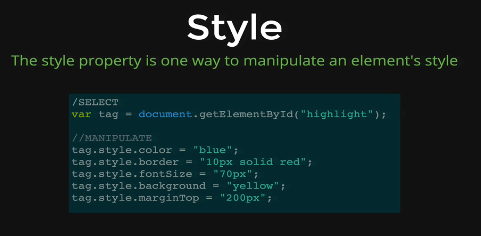 Style
The style property is one way to manipulate an element's style
/SELECT
var tag = document.getElementById("highlight");
//MANIPULATE
tag.style.color = "blue";
tag.style.border = "10px solid red";
tag.style.fontSize = "70px";
tag.style.background = "yellow";
tag.style.marginTop = "200px";